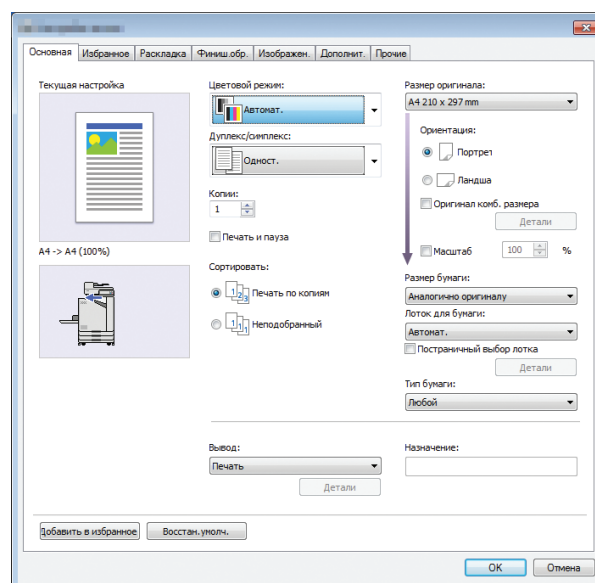 Основная Избранное Раскладка Финиш.обр. Изображен. Дополнит. Прочие
Текущая настройка
A4 -> A4 (100%)
Цветовой режим:
Автомат.
Дуплекс/симплекс:
Одност.
Копии:
1
Печать и пауза
Сортировать:
123 Печать по копиям
111 Неподобранный
Размер оригинала:
A4 210 x 297 mm
Ориентация:
Портрет
Ландша
Оригинал комб. размера
Детали
Масштаб 100 %
Размер бумаги:
Аналогично оригиналу
Лоток для бумаги:
Автомат.
Постраничный выбор лотка
Детали
Тип бумаги:
Любой
Вывод:
Печать
Детали
Назначение:
Добавить в избранное Восстан.умолч.
OK Отмена